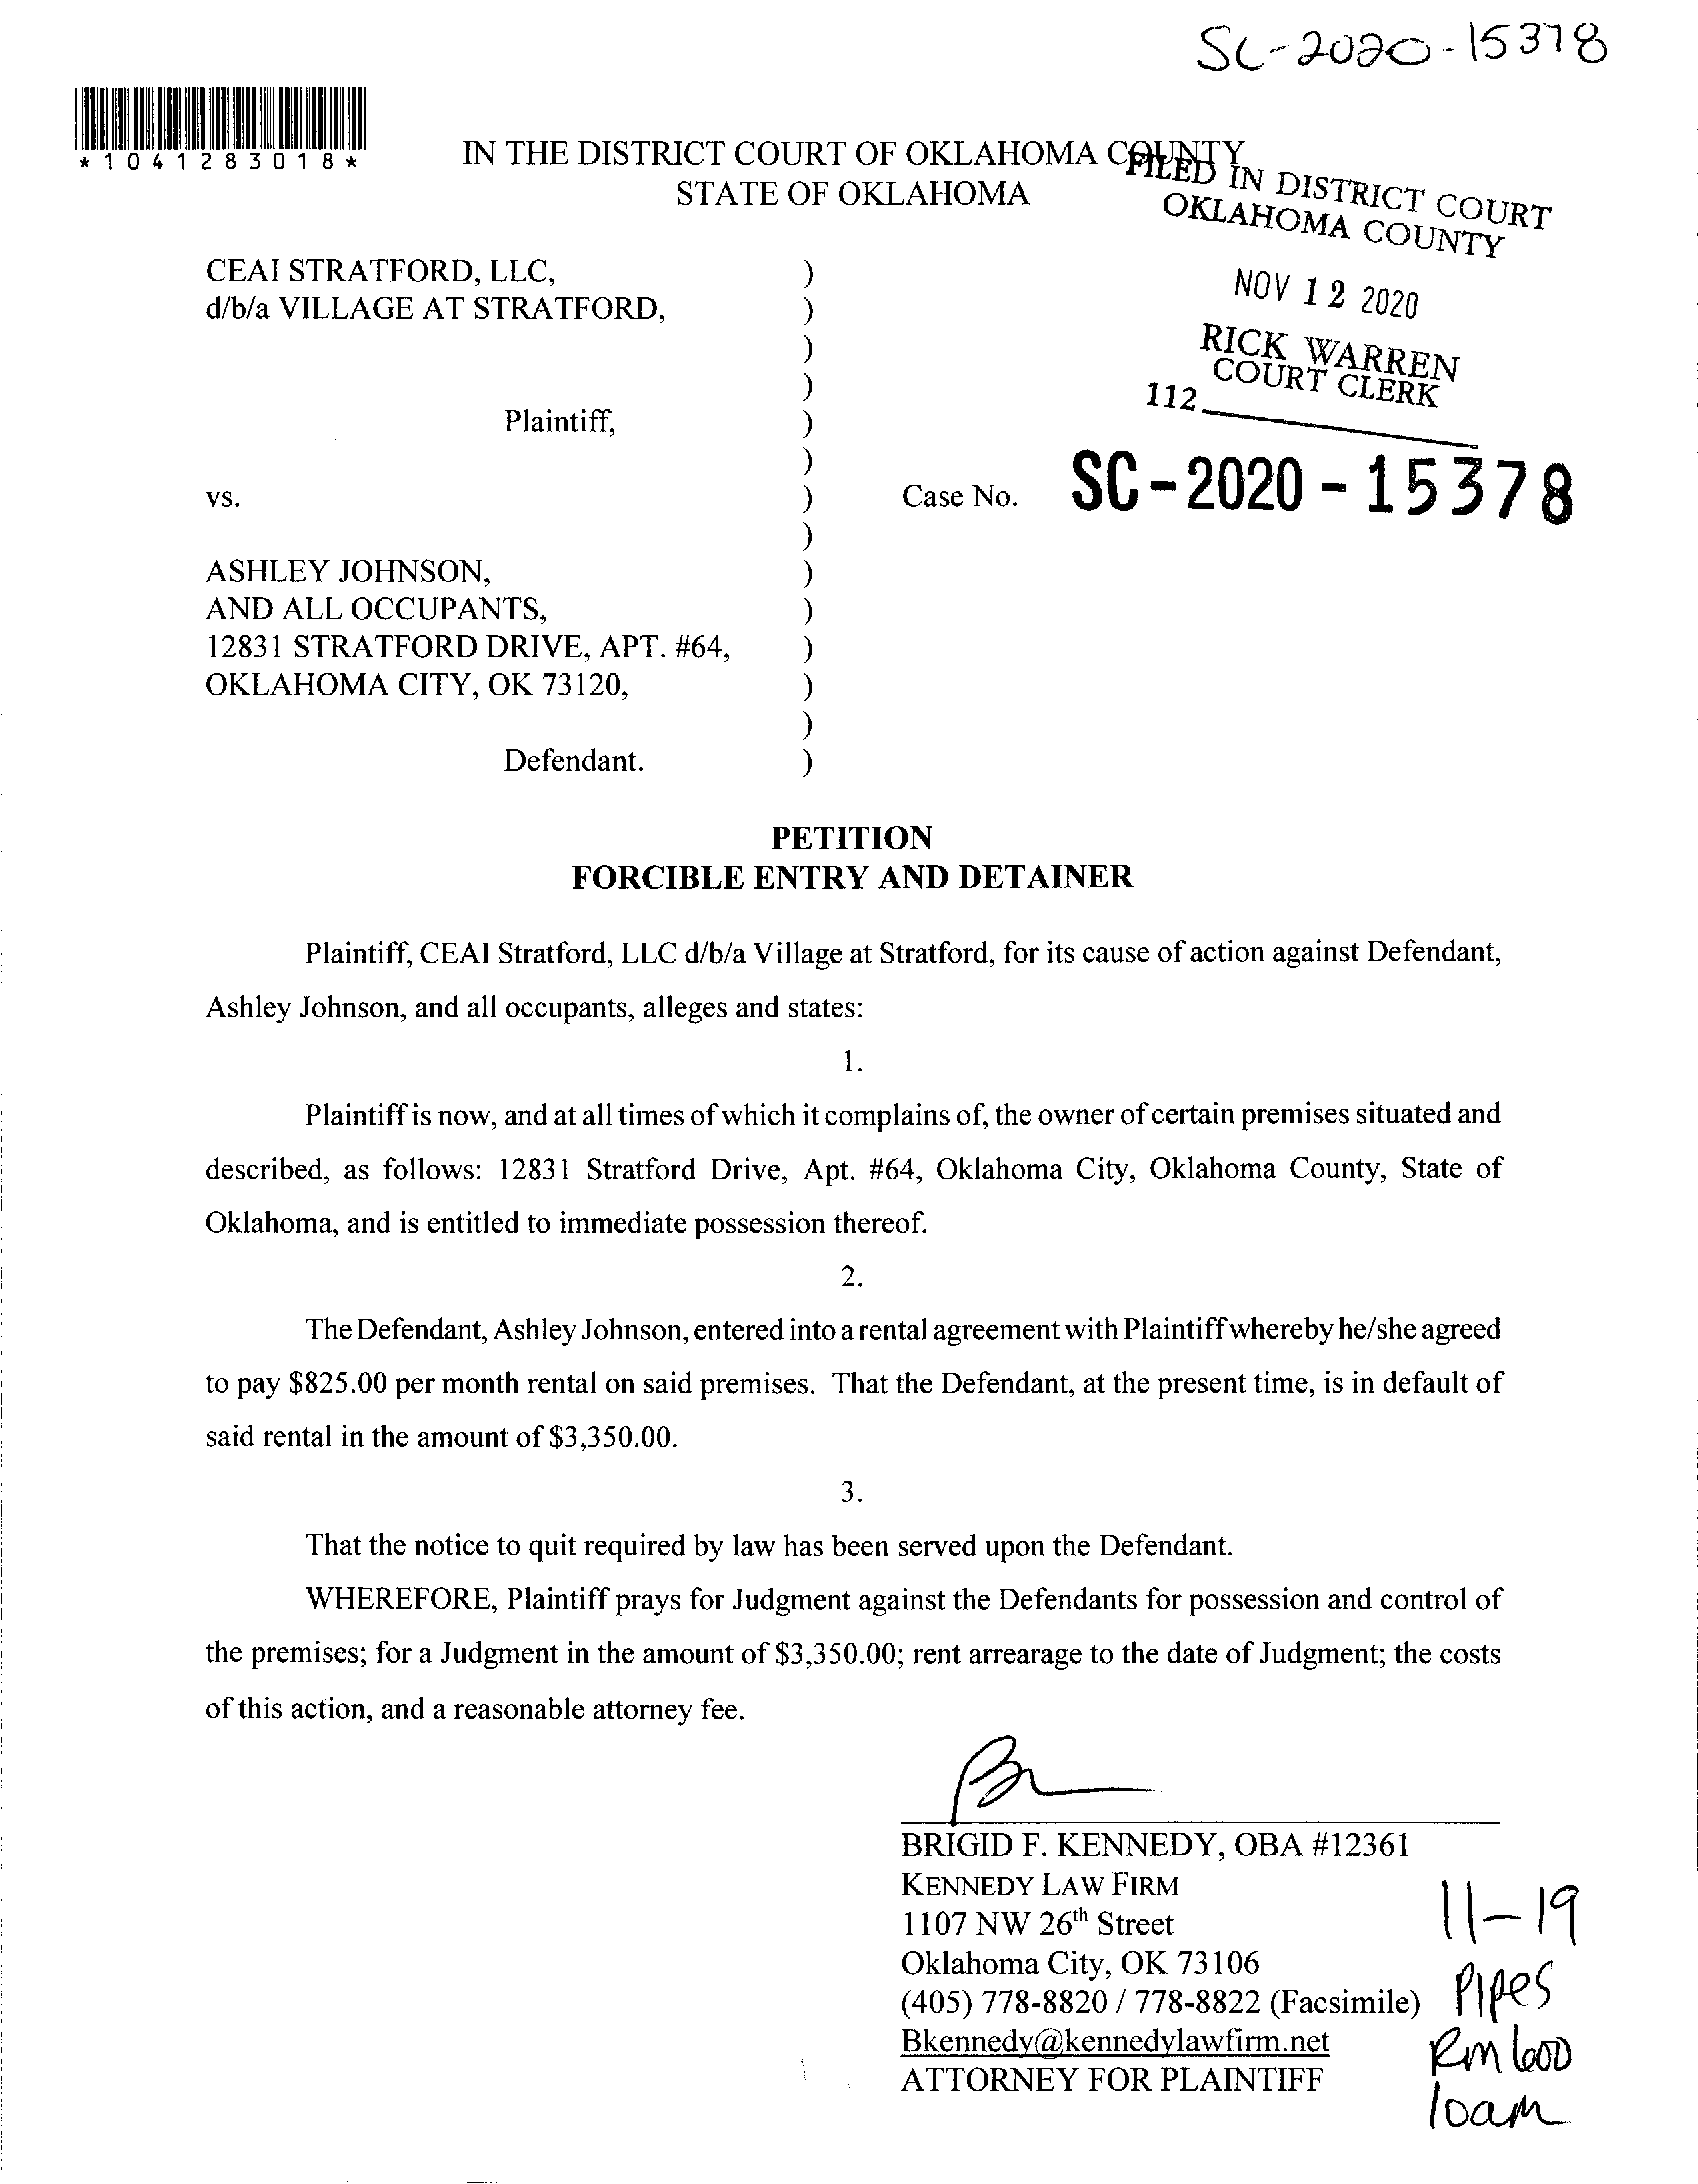 SC-2020-15378
*1041283018*
IN THE DISTRICT COURT OF OKLAHOMA COUNTY
STATE OF OKLAHOMA
FILED IN DISTRICT COURT
OKLAHOMA COUNTY
NOV 12 2020
RICK WARREN
COURT CLERK
112
CEAI STRATFORD, LLC, )
d/b/a VILLAGE AT STRATFORD, )
)
)
Plaintiff, )
)
vs. ) Case No. SC-2020-15378
)
ASHLEY JOHNSON, )
AND ALL OCCUPANTS, )
12831 STRATFORD DRIVE, APT. #64, )
OKLAHOMA CITY, OK 73120, )
)
Defendant. )
PETITION
FORCIBLE ENTRY AND DETAINER
Plaintiff, CEAI Stratford, LLC d/b/a Village at Stratford, for its cause of action against Defendant,
Ashley Johnson, and all occupants, alleges and states:
1.
Plaintiff is now, and at all times of which it complains of, the owner of certain premises situated and
described, as follows: 12831 Stratford Drive, Apt. #64, Oklahoma City, Oklahoma County, State of
Oklahoma, and is entitled to immediate possession thereof.
2.
The Defendant, Ashley Johnson, entered into a rental agreement with Plaintiff whereby he/she agreed
to pay $825.00 per month rental on said premises. That the Defendant, at the present time, is in default of
said rental in the amount of $3,350.00.
3.
That the notice to quit required by law has been served upon the Defendant.
WHEREFORE, Plaintiff prays for Judgment against the Defendants for possession and control of
the premises; for a Judgment in the amount of $3,350.00; rent arrearage to the date of Judgment; the costs
of this action, and a reasonable attorney fee.
BRIGID F. KENNEDY, OBA #12361
KENNEDY LAW FIRM
1107 NW 26th Street
Oklahoma City, OK 73106
(405) 778-8820 / 778-8822 (Facsimile)
Bkennedy@kennedylawfirm.net
ATTORNEY FOR PLAINTIFF
11-19
Pipes
Rm 600
10am